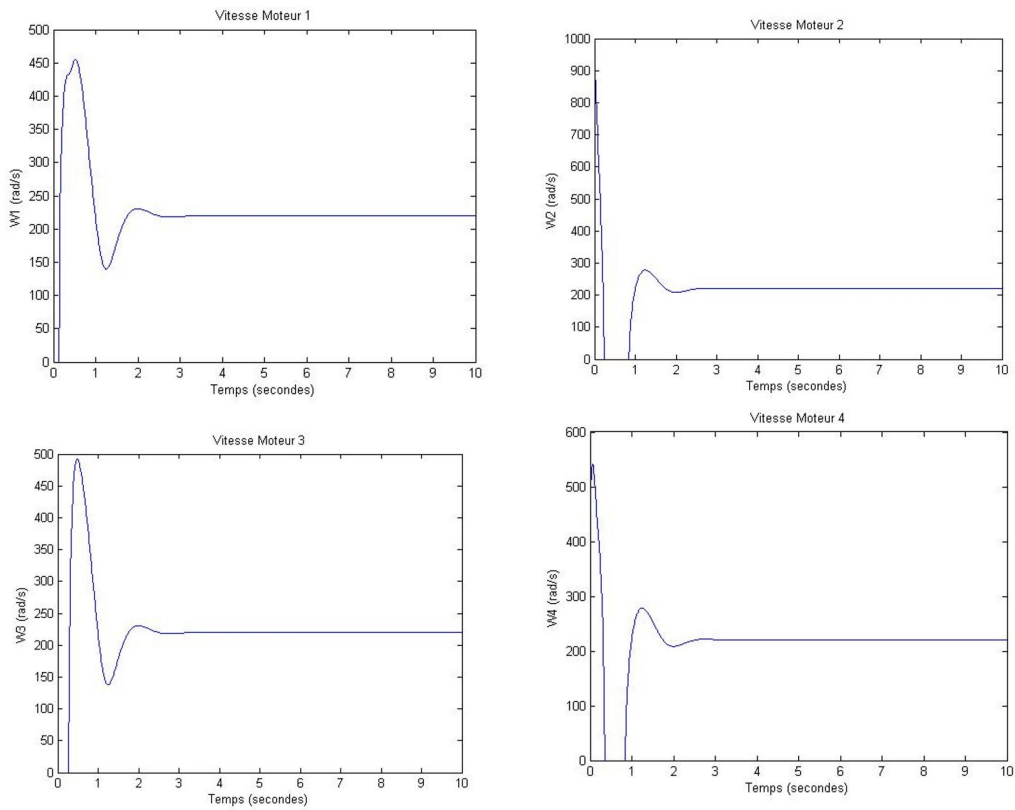 Vitesse Moteur 1
500
450
400
350
300
250
200
150
100
50
0
W1 (rad/s)
0 1 2 3 4 5 6 7 8 9 10
Temps (secondes)
Vitesse Moteur 2
1000
900
800
700
600
500
400
300
200
100
0
W2 (rad/s)
0 1 2 3 4 5 6 7 8 9 10
Temps (secondes)
Vitesse Moteur 3
500
450
400
350
300
250
200
150
100
50
0
W3 (rad/s)
0 1 2 3 4 5 6 7 8 9 10
Temps (secondes)
Vitesse Moteur 4
600
500
400
300
200
100
0
W4 (rad/s)
0 1 2 3 4 5 6 7 8 9 10
Temps (secondes)